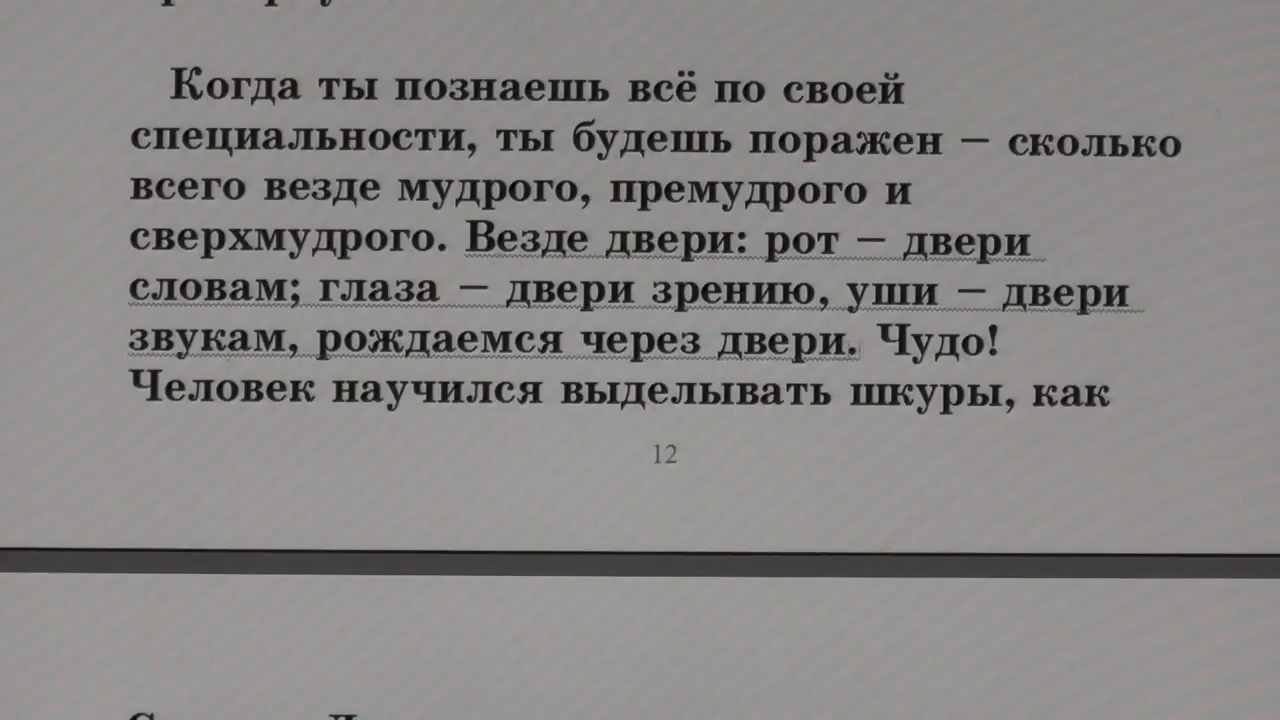 Когда ты познаешь всё по своей
специальности, ты будешь поражен – сколько
всего везде мудрого, премудрого и
сверхмудрого. Везде двери: рот – двери
словам; глаза – двери зрению, уши – двери
звукам, рождаемся через двери. Чудо!
Человек научился выделывать шкуры, как
12